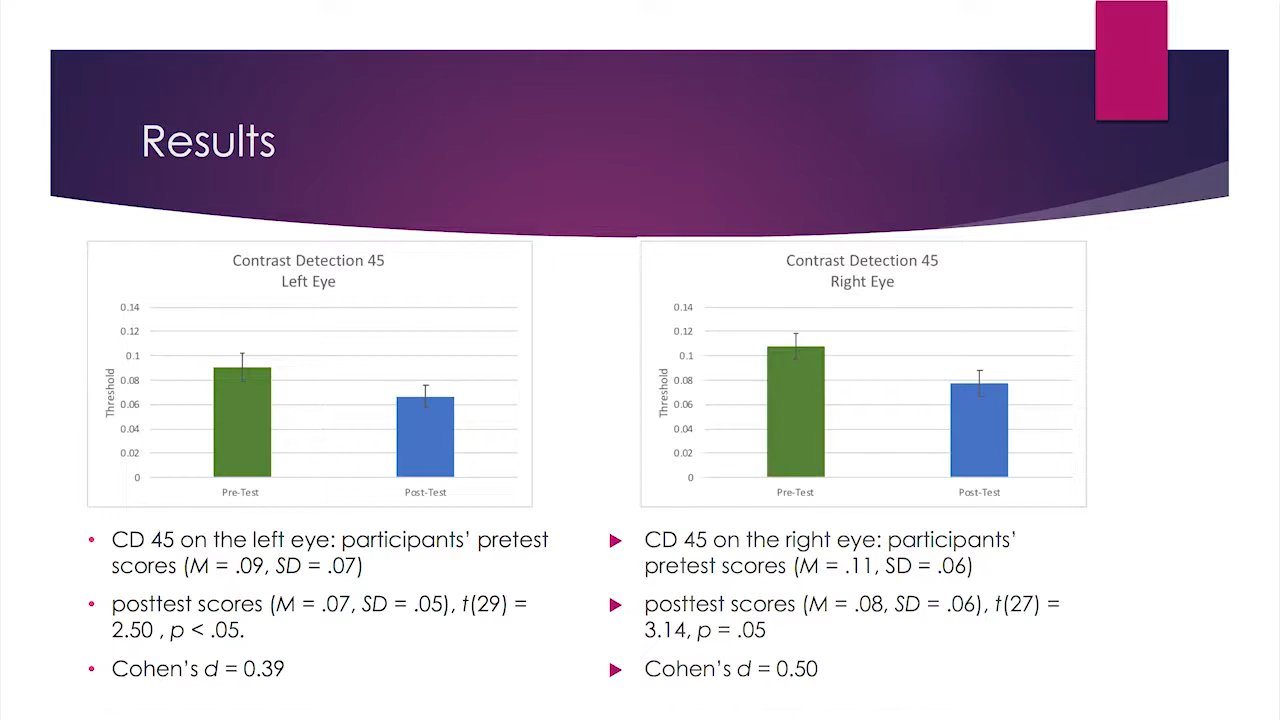 Results
Contrast Detection 45
Left Eye
0.14
0.12
0.1
0.08
0.06
0.04
0.02
0
Threshold
Pre-Test
Post-Test
Contrast Detection 45
Right Eye
0.14
0.12
0.1
0.08
0.06
0.04
0.02
0
Threshold
Pre-Test
Post-Test
• CD 45 on the left eye: participants’ pretest
scores (M = .09, SD = .07)
• posttest scores (M = .07, SD = .05), t(29) =
2.50 , p < .05.
• Cohen’s d = 0.39
CD 45 on the right eye: participants’
pretest scores (M = .11, SD = .06)
posttest scores (M = .08, SD = .06), t(27) =
3.14, p = .05
Cohen’s d = 0.50